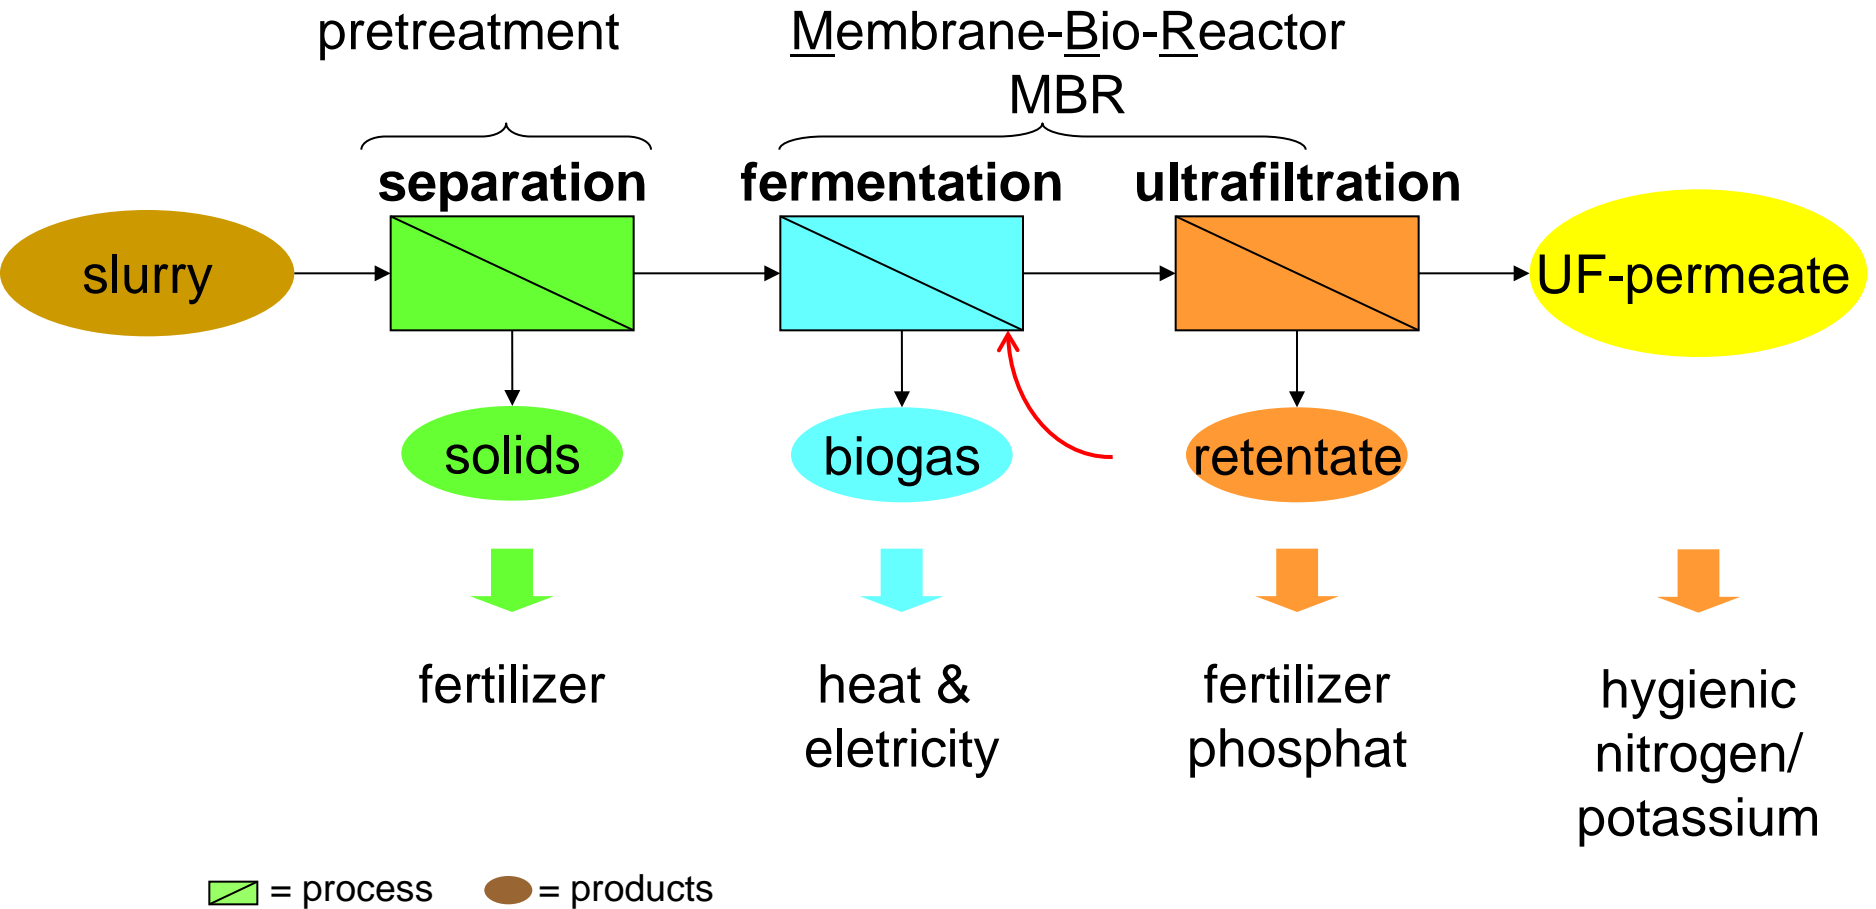 pretreatment
Membrane-Bio-Reactor
MBR
separation
fermentation
ultrafiltration
slurry
UF-permeate
solids
biogas
retentate
fertilizer
heat &
eletricity
fertilizer
phosphat
hygienic
nitrogen/
potassium
= process
= products